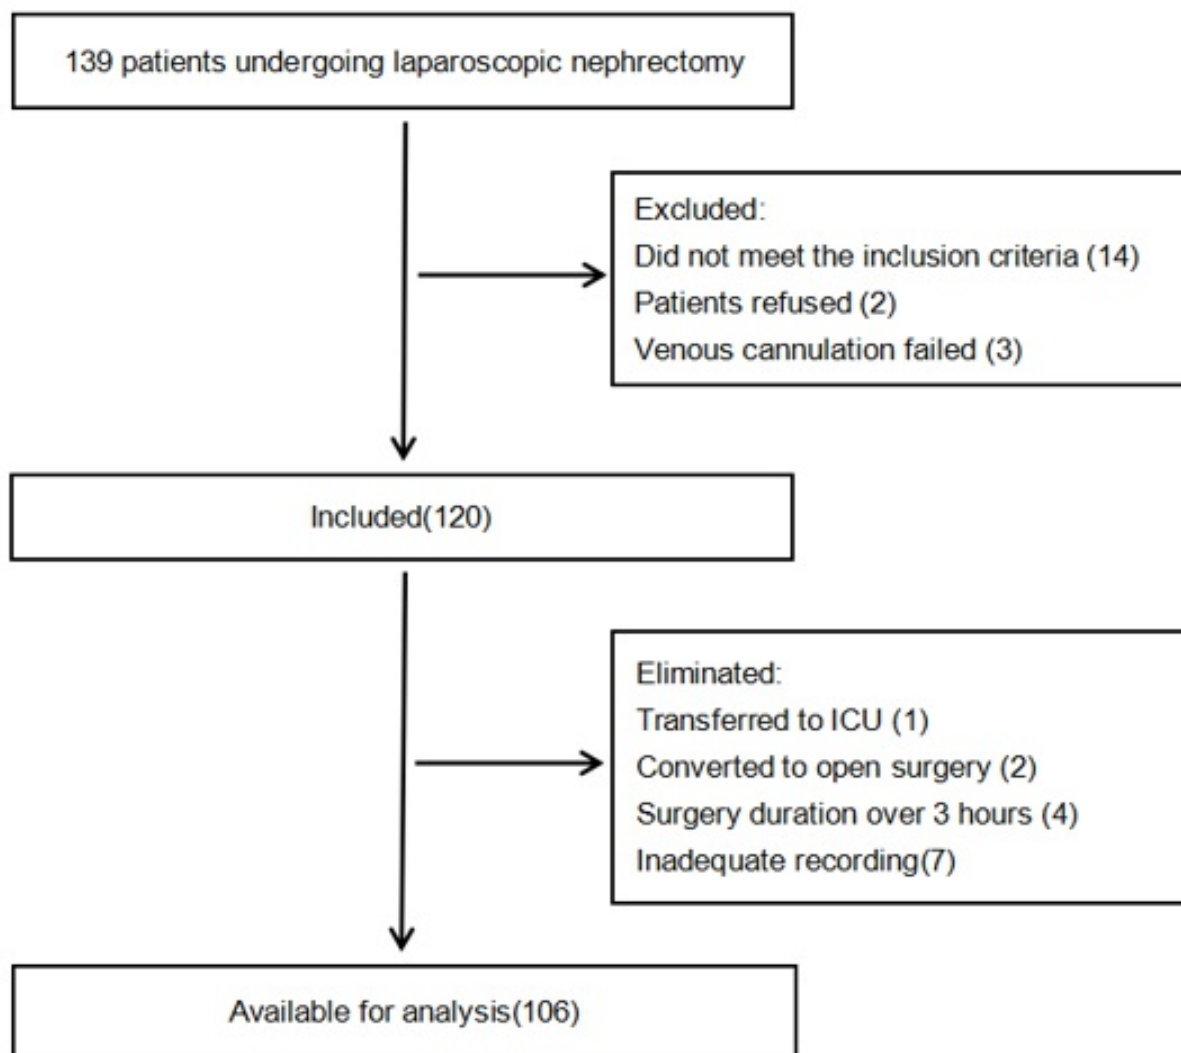 139 patients undergoing laparoscopic nephrectomy
Excluded:
Did not meet the inclusion criteria (14)
Patients refused (2)
Venous cannulation failed (3)
Included(120)
Eliminated:
Transferred to ICU (1)
Converted to open surgery (2)
Surgery duration over 3 hours (4)
Inadequate recording(7)
Available for analysis(106)